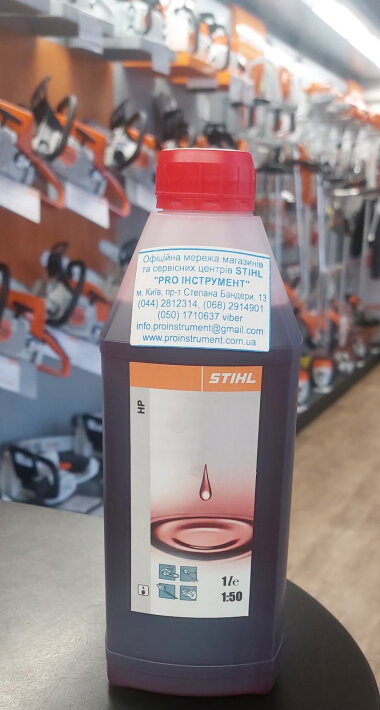 Офіційна мережа магазинів
та сервісних центрів STIHL
"PRO ІНСТРУМЕНТ"
м. Київ, пр-т Степана Бандери, 13
(044) 2812314, (068) 2914901
(050) 1710637 viber
info.proinstrument@gmail.com
www.proinstrument.com.ua
STIHL
HP
1/e
1:50